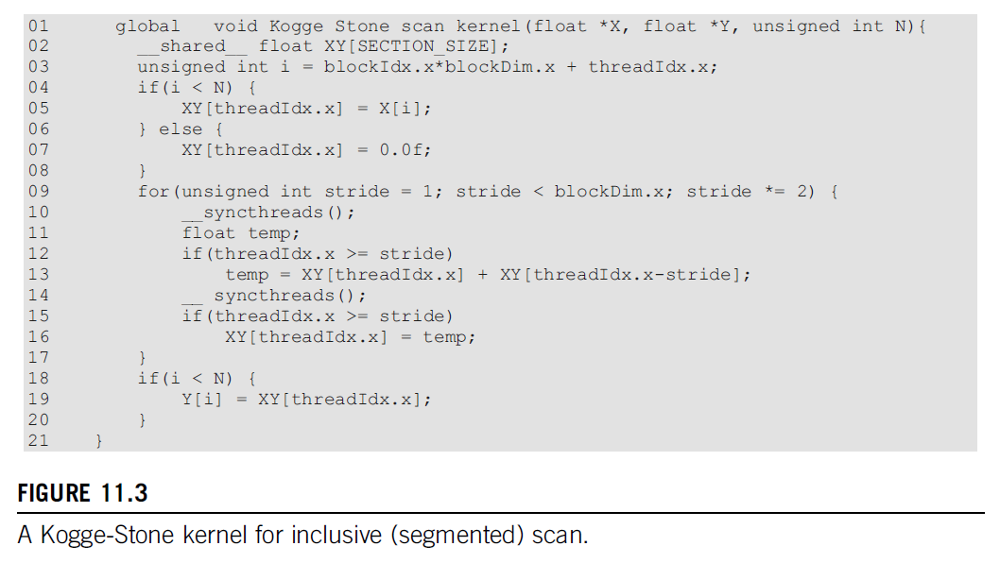 01 global   void Kogge Stone scan kernel(float *X, float *Y, unsigned int N){
02 __shared__ float XY[SECTION_SIZE];
03 unsigned int i = blockIdx.x*blockDim.x + threadIdx.x;
04 if(i < N) {
05 XY[threadIdx.x] = X[i];
06 } else {
07 XY[threadIdx.x] = 0.0f;
08 }
09 for(unsigned int stride = 1; stride < blockDim.x; stride *= 2) {
10 __syncthreads();
11 float temp;
12 if(threadIdx.x >= stride)
13 temp = XY[threadIdx.x] + XY[threadIdx.x-stride];
14 __ syncthreads();
15 if(threadIdx.x >= stride)
16 XY[threadIdx.x] = temp;
17 }
18 if(i < N) {
19 Y[i] = XY[threadIdx.x];
20 }
21 }
FIGURE 11.3
A Kogge-Stone kernel for inclusive (segmented) scan.